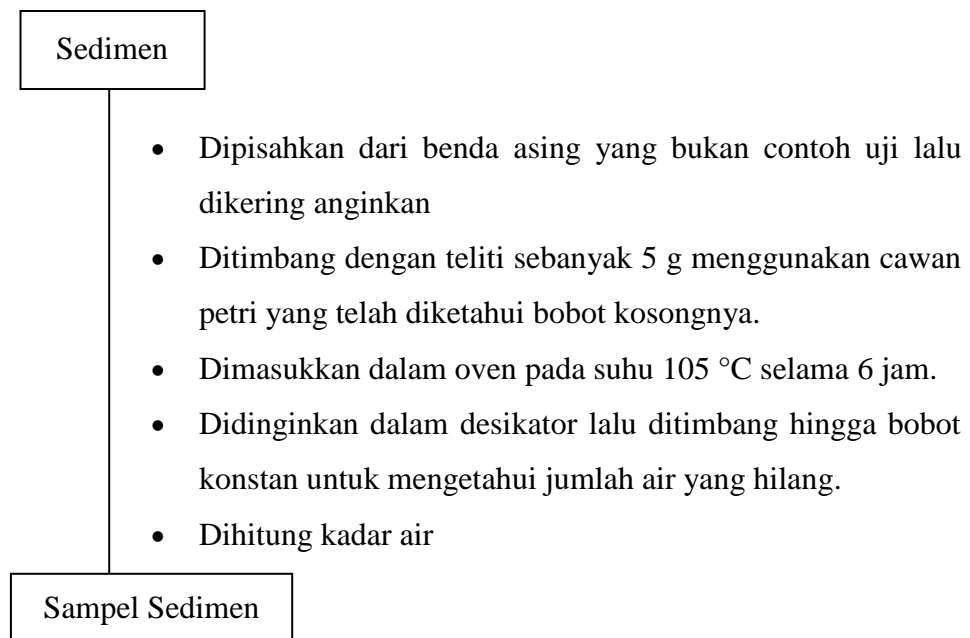 Sedimen
• Dipisahkan dari benda asing yang bukan contoh uji lalu
dikering anginkan
• Ditimbang dengan teliti sebanyak 5 g menggunakan cawan
petri yang telah diketahui bobot kosongnya.
• Dimasukkan dalam oven pada suhu 105 °C selama 6 jam.
• Didinginkan dalam desikator lalu ditimbang hingga bobot
konstan untuk mengetahui jumlah air yang hilang.
• Dihitung kadar air
Sampel Sedimen